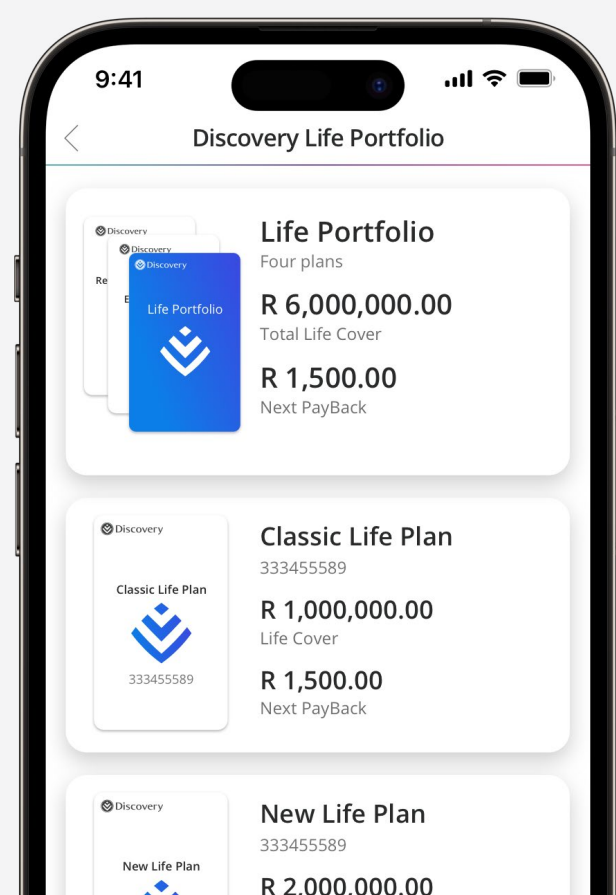 9:41
Discovery Life Portfolio
Discovery
Discovery
Discovery
Re
E
Life Portfolio
Life Portfolio
Four plans
R 6,000,000.00
Total Life Cover
R 1,500.00
Next PayBack
Discovery
Classic Life Plan
333455589
Classic Life Plan
333455589
R 1,000,000.00
Life Cover
R 1,500.00
Next PayBack
Discovery
New Life Plan
New Life Plan
333455589
R 2,000,000.00